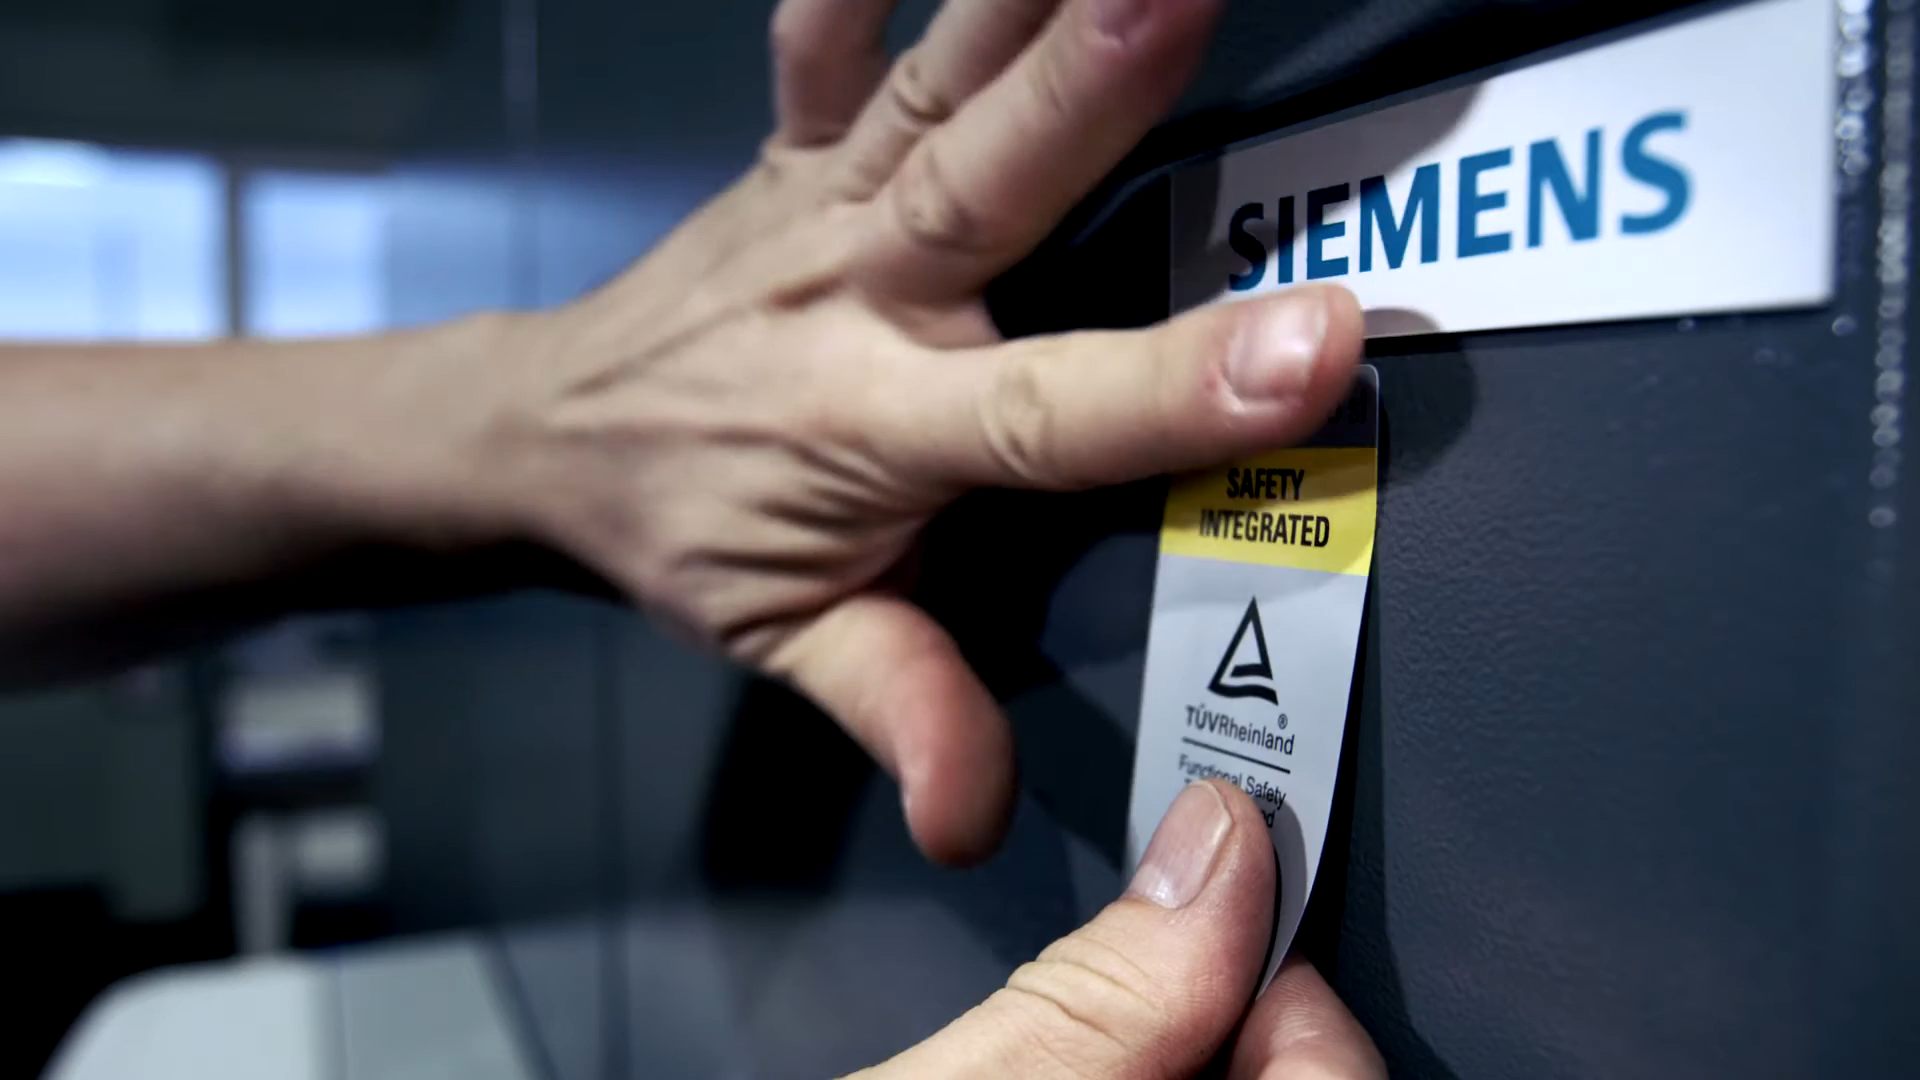 SIEMENS
SAFETY
INTEGRATED
TÜVRheinland®
Functional Safety